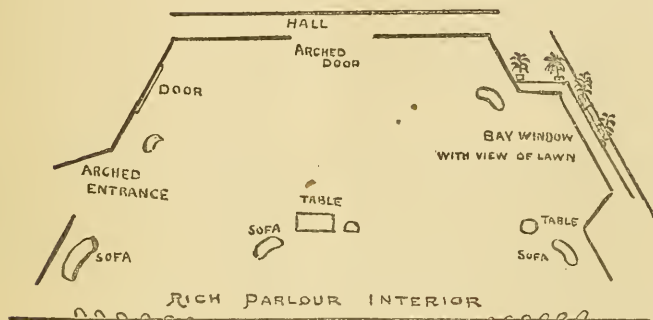 HALL
ARCHED
DOOR
DOOR
BAY WINDOW
WITH VIEW OF LAWN
ARCHED
ENTRANCE
TABLE
SOFA
TABLE
SOFA
SOFA
RICH PARLOUR INTERIOR